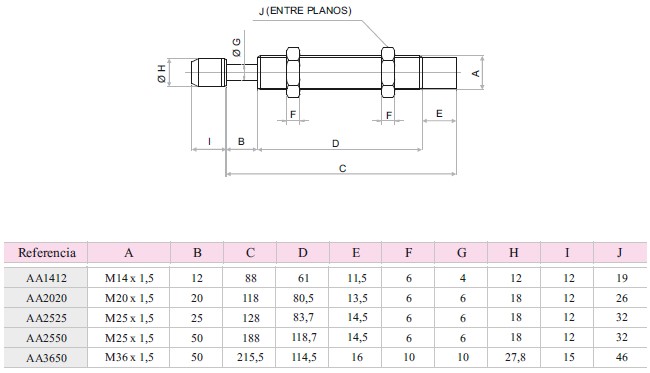 J (ENTRE PLANOS)
Ø G
Ø H
A
F
F
E
I
B
D
C
Referencia A B C D E F G H I J
AA1412 M14 x 1,5 12 88 61 11,5 6 4 12 12 19
AA2020 M20 x 1,5 20 118 80,5 13,5 6 6 18 12 26
AA2525 M25 x 1,5 25 128 83,7 14,5 6 6 18 12 32
AA2550 M25 x 1,5 50 188 118,7 14,5 6 6 18 12 32
AA3650 M36 x 1,5 50 215,5 114,5 16 10 10 27,8 15 46